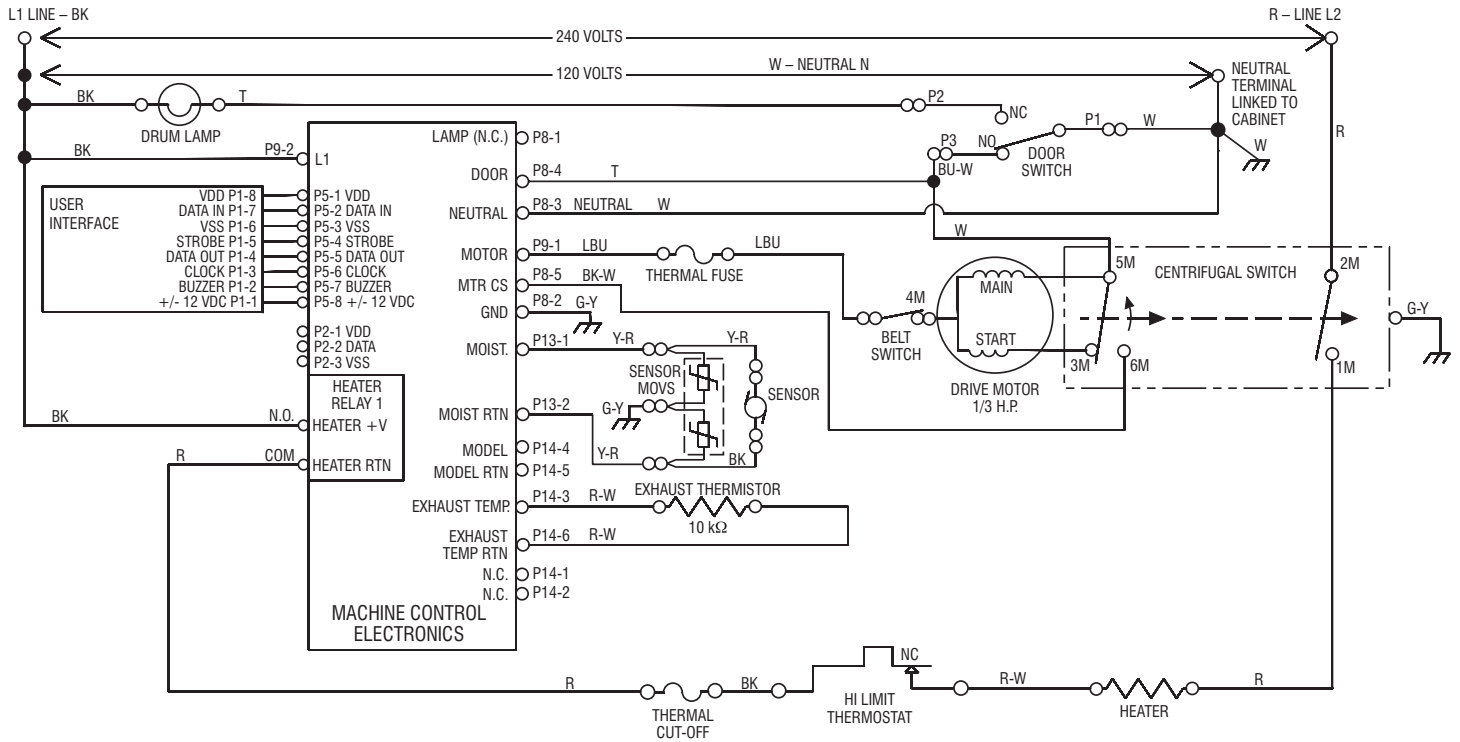 L1 LINE – BK
R – LINE L2
240 VOLTS
120 VOLTS
W – NEUTRAL N
NEUTRAL
TERMINAL
LINKED TO
CABINET
BK
T
DRUM LAMP
P2
NC
P1
W
P3
NO
DOOR
SWITCH
BU-W
W
R
BK
P9-2
L1
LAMP (N.C.)
P8-1
DOOR
P8-4
T
NEUTRAL
P8-3
NEUTRAL
W
W
USER
INTERFACE
VDD P1-8
P5-1 VDD
DATA IN P1-7
P5-2 DATA IN
VSS P1-6
P5-3 VSS
STROBE P1-5
P5-4 STROBE
DATA OUT P1-4
P5-5 DATA OUT
CLOCK P1-3
P5-6 CLOCK
BUZZER P1-2
P5-7 BUZZER
+/- 12 VDC P1-1
P5-8 +/- 12 VDC
P2-1 VDD
P2-2 DATA
P2-3 VSS
MOTOR
P9-1
LBU
THERMAL FUSE
LBU
MTR CS
P8-5
BK-W
GND
P8-2
G-Y
4M
BELT
SWITCH
MAIN
START
DRIVE MOTOR
1/3 H.P.
5M
CENTRIFUGAL SWITCH
2M
3M
6M
1M
G-Y
MOIST.
P13-1
Y-R
Y-R
SENSOR
MOVS
SENSOR
G-Y
MOIST RTN
P13-2
Y-R
BK
HEATER
RELAY 1
BK
N.O.
HEATER +V
R
COM
HEATER RTN
MODEL
P14-4
MODEL RTN
P14-5
EXHAUST TEMP.
P14-3
R-W
EXHAUST THERMISTOR
10 kΩ
EXHAUST
TEMP RTN
P14-6
R-W
N.C.
P14-1
N.C.
P14-2
MACHINE CONTROL
ELECTRONICS
R
THERMAL
CUT-OFF
BK
NC
HI LIMIT
THERMOSTAT
R-W
HEATER
R